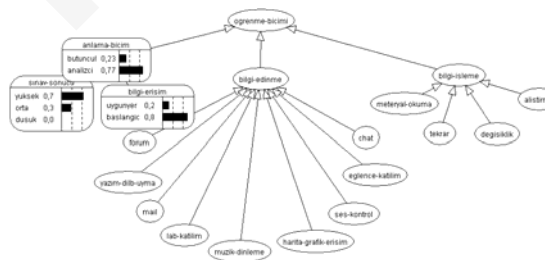 ogrenme-bicimi
anlama-bicim
butuncul 0,23
analizci 0,77
sinav-sonucu
yuksek 0,7
orta 0,3
dusuk 0,0
bilgi-erisim
uygunyer 0,2
baslangic 0,8
bilgi-edinme
bilgi-isleme
meteryal-okuma
alistirm
tekrar
degisiklik
forum
chat
yazim-dilb-uyma
eglence-katilim
mail
ses-kontrol
lab-katilim
harita-grafik-erisim
muzik-dinleme